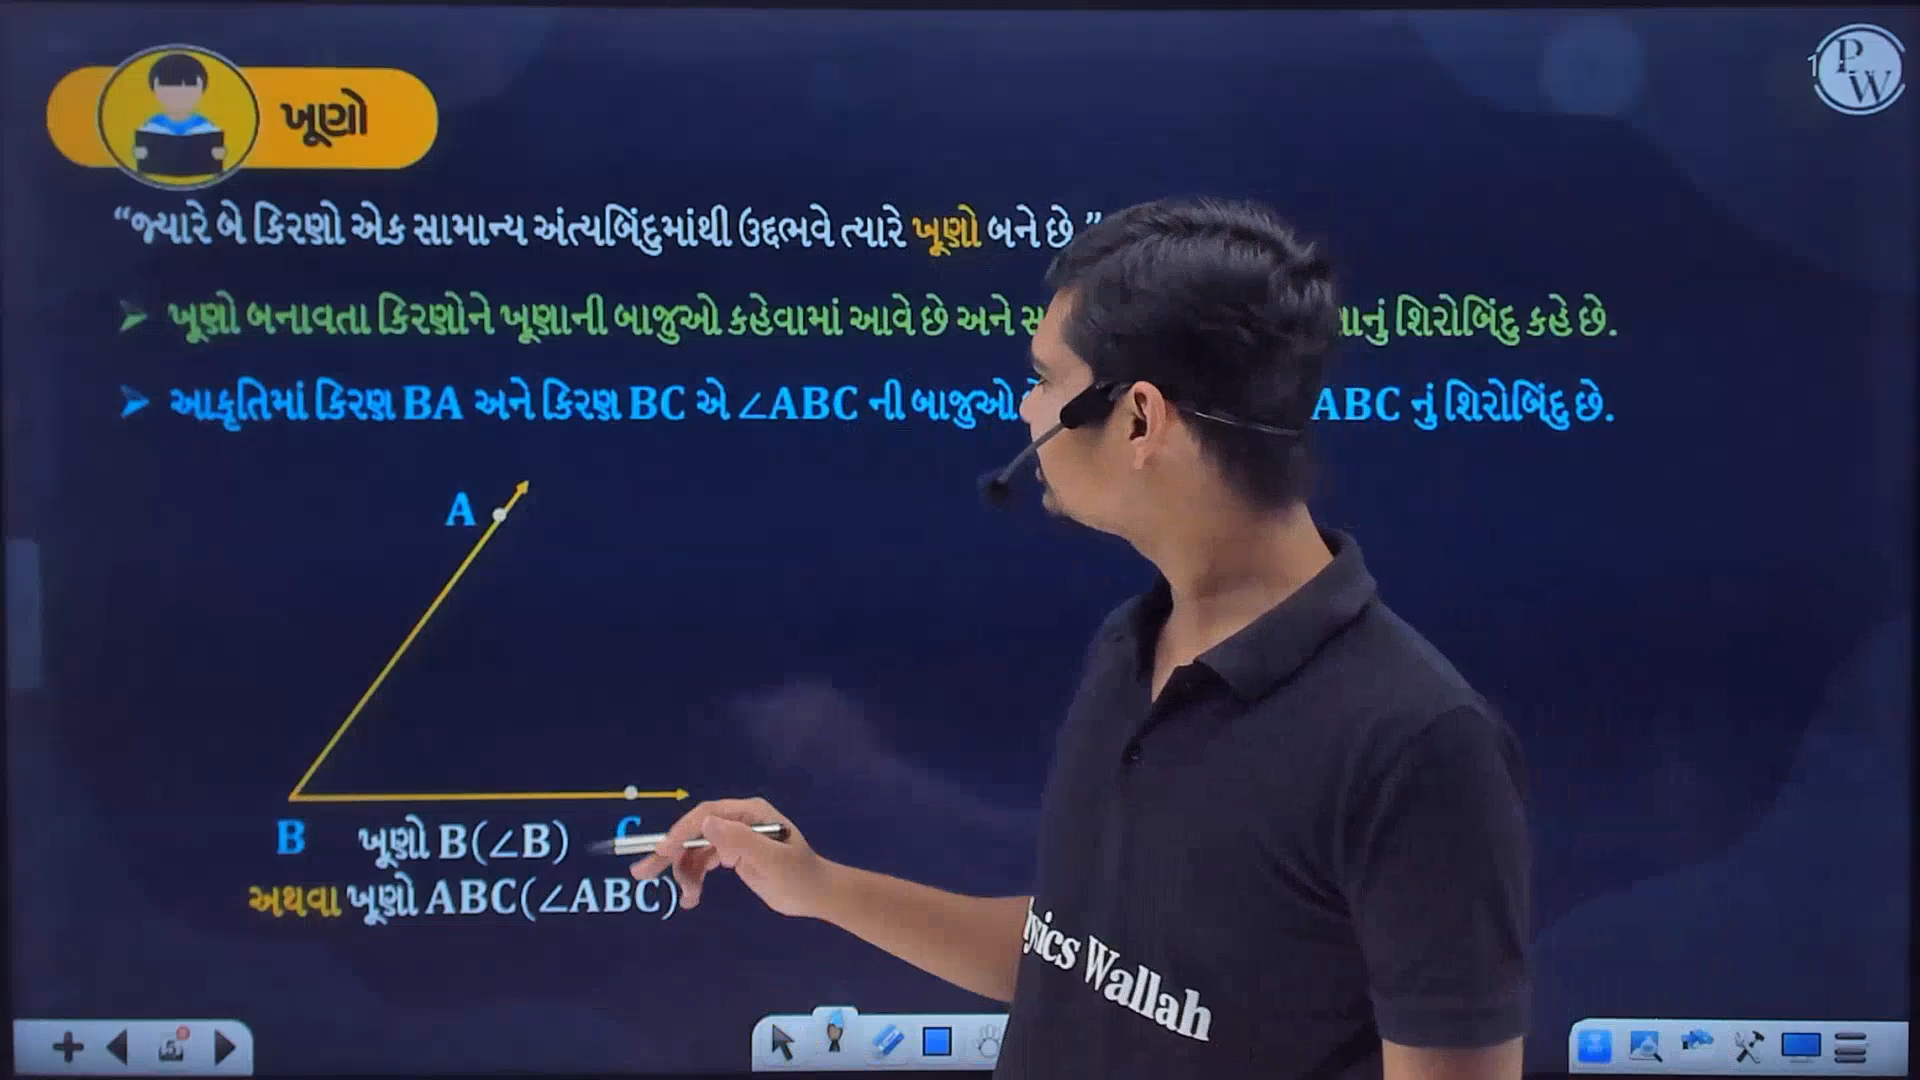 PW
ખૂણો
“જ્યારે બે કિરણો એક સામાન્ય અંત્યબિંદુમાંથી ઉદ્દભવે ત્યારે ખૂણો બને છે.”
ખૂણો બનાવતા કિરણોને ખૂણાની બાજુઓ કહેવામાં આવે છે અને શિરોબિંદુ કહે છે.
આકૃતિમાં કિરણ BA અને કિરણ BC એ ∠ABC ની બાજુઓ ABC નું શિરોબિંદુ છે.
A
B ખૂણો B(∠B) C
અથવા ખૂણો ABC(∠ABC)
Wallah